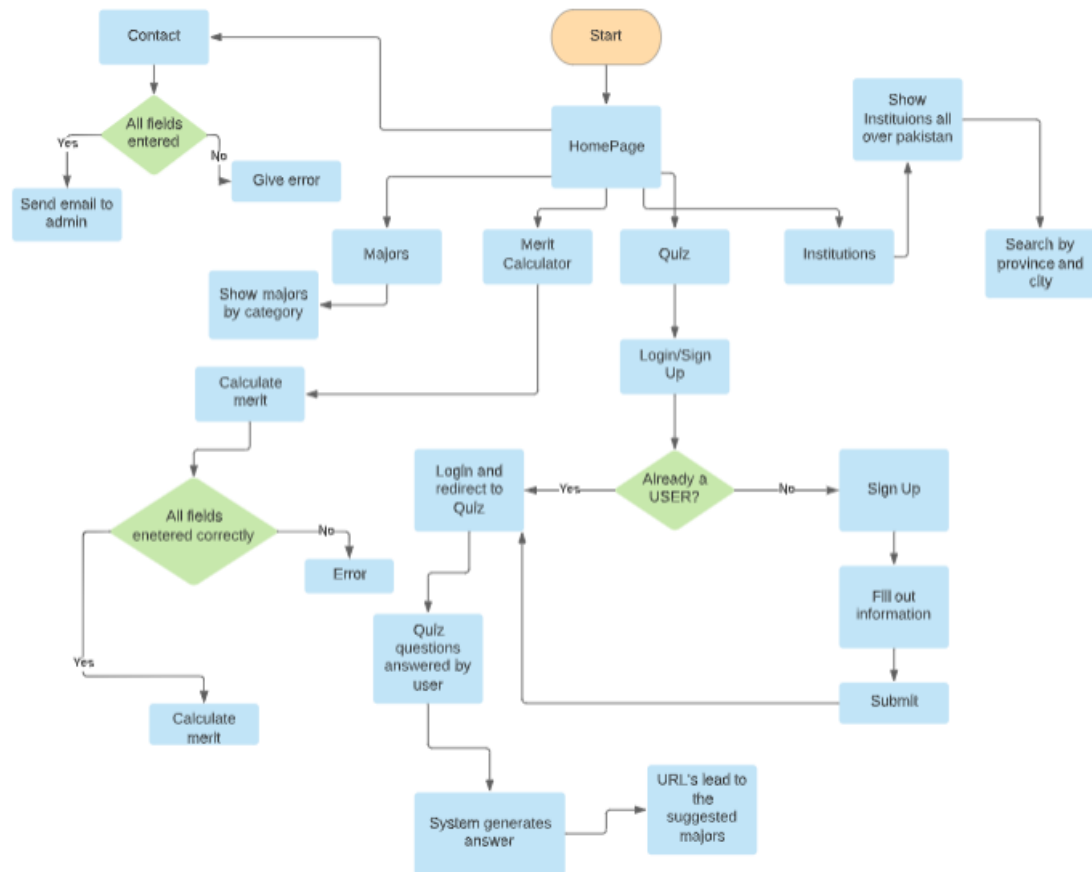 Start
Contact
HomePage
All fields
entered
Yes
No
Send email to
admin
Give error
Show
Instituions all
over pakistan
Majors
Merit
Calculator
Quiz
Institutions
Search by
province and
city
Show majors
by category
Login/Sign
Up
Calculate
merit
Login and
redirect to
Quiz
Yes
Already a
USER?
No
Sign Up
All fields
enetered correctly
No
Error
Fill out
information
Quiz
questions
answered by
user
Yes
Submit
Calculate
merit
System generates
answer
URL's lead to
the
suggested
majors